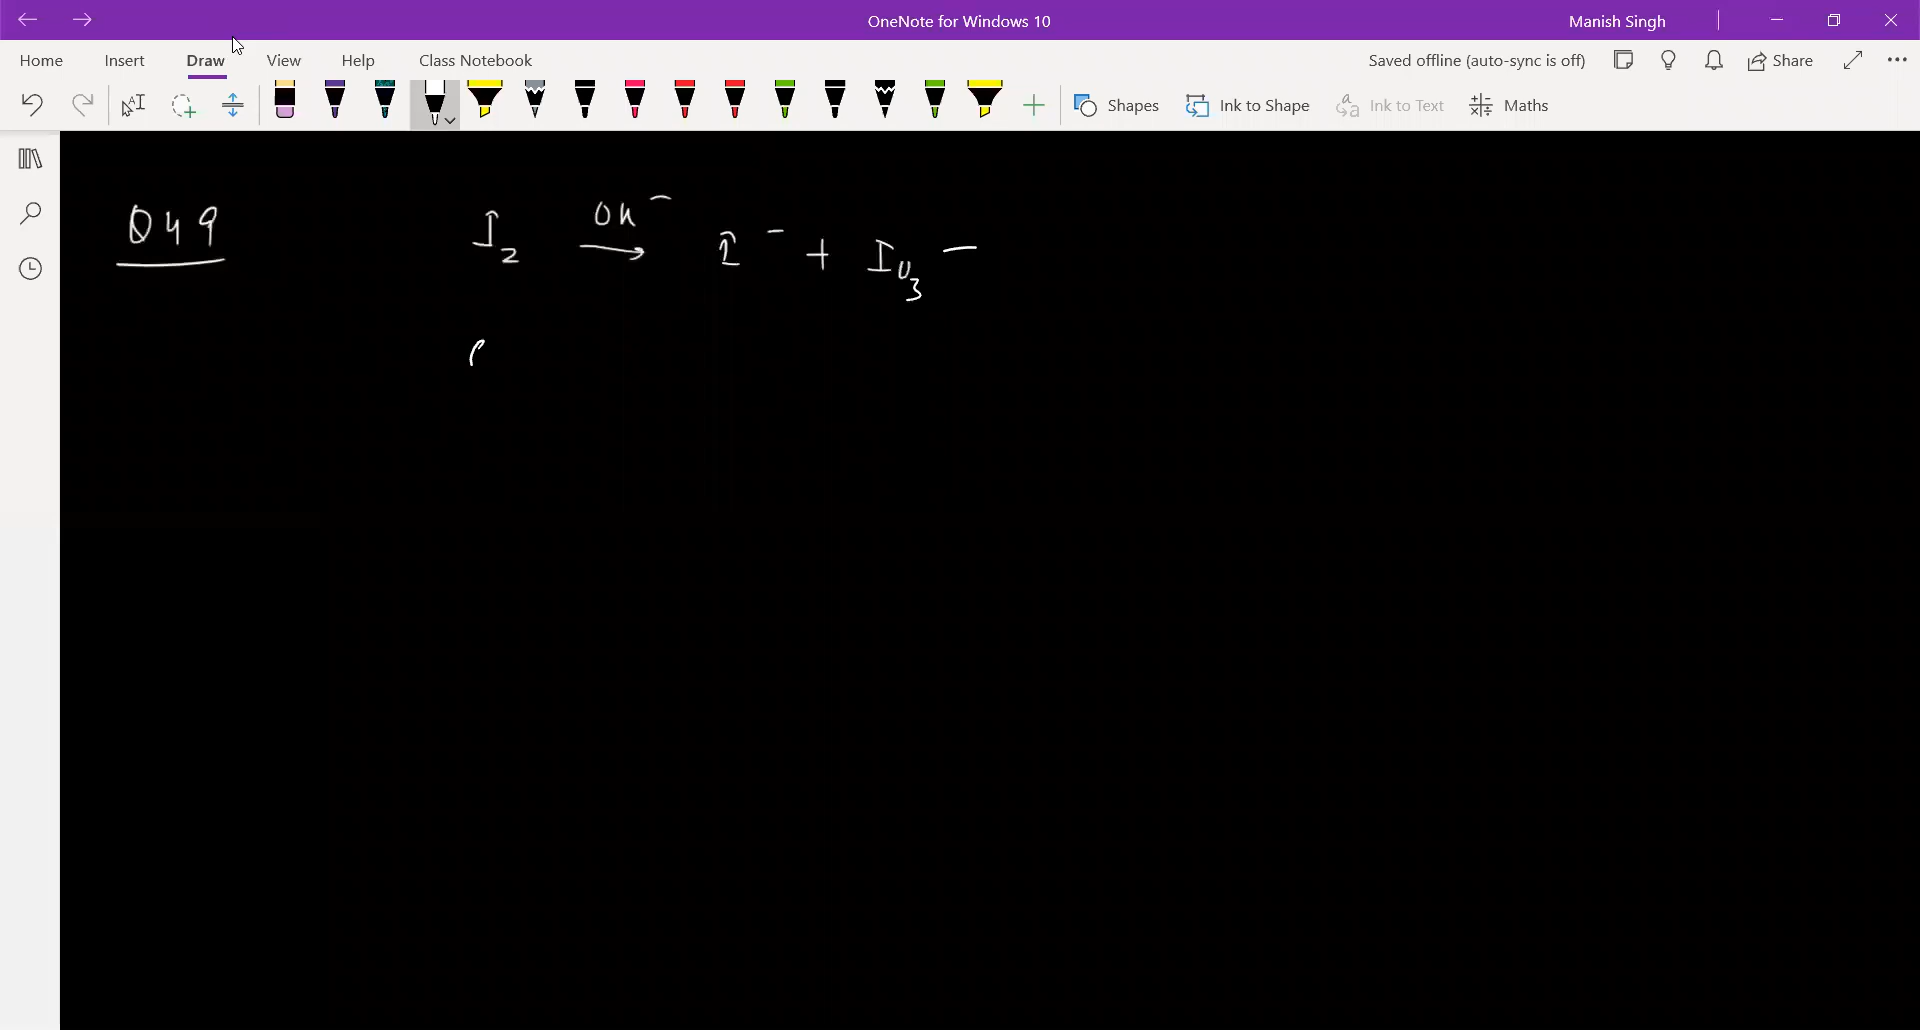 OneNote for Windows 10
Manish Singh
Home Insert Draw View Help Class Notebook
Saved offline (auto-sync is off) Share
Shapes Ink to Shape Ink to Text Maths
Q49 I₂ OH⁻ → I⁻ + IO₃⁻
(